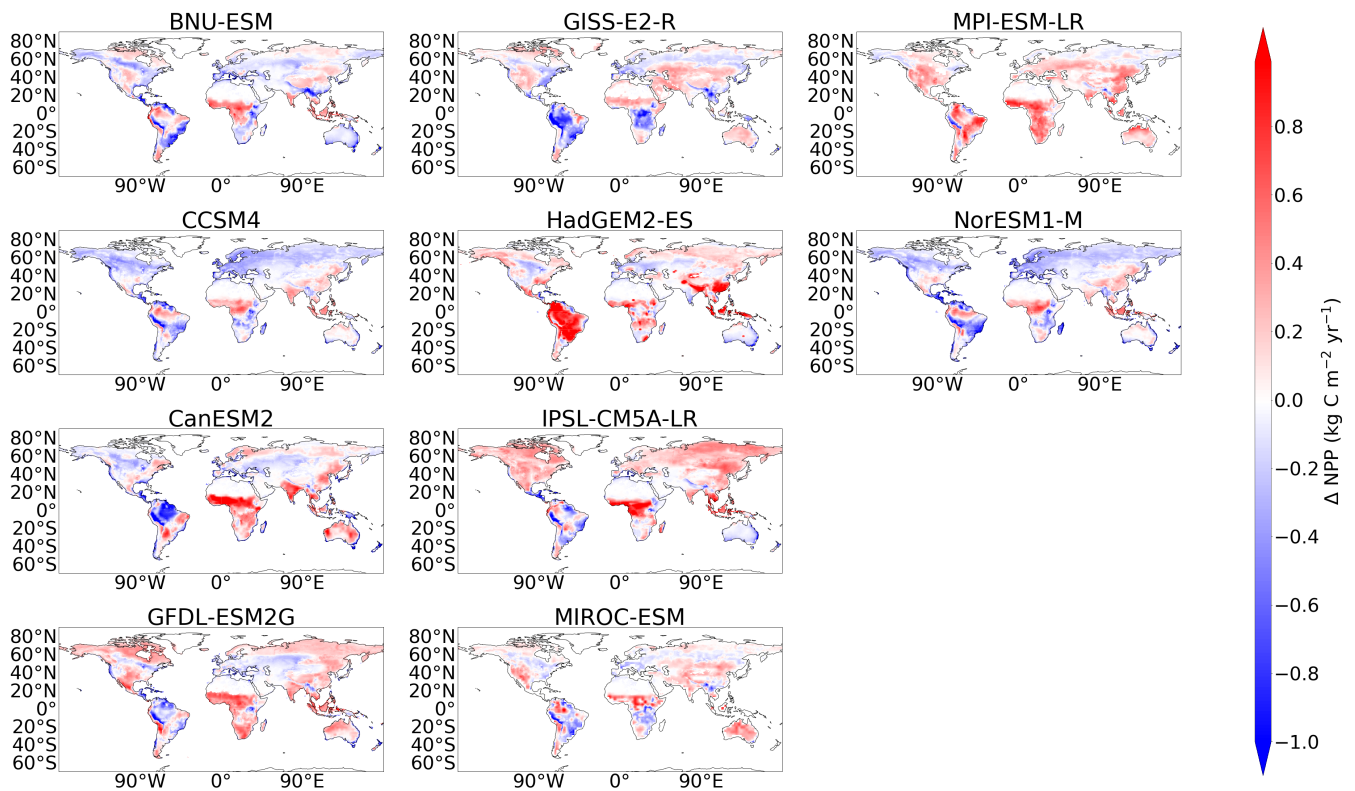 BNU-ESM
GISS-E2-R
MPI-ESM-LR
80°N
60°N
40°N
20°N
0°
20°S
40°S
60°S
90°W 0° 90°E
80°N
60°N
40°N
20°N
0°
20°S
40°S
60°S
90°W 0° 90°E
80°N
60°N
40°N
20°N
0°
20°S
40°S
60°S
90°W 0° 90°E
CCSM4
HadGEM2-ES
NorESM1-M
80°N
60°N
40°N
20°N
0°
20°S
40°S
60°S
90°W 0° 90°E
80°N
60°N
40°N
20°N
0°
20°S
40°S
60°S
90°W 0° 90°E
80°N
60°N
40°N
20°N
0°
20°S
40°S
60°S
90°W 0° 90°E
CanESM2
IPSL-CM5A-LR
80°N
60°N
40°N
20°N
0°
20°S
40°S
60°S
90°W 0° 90°E
80°N
60°N
40°N
20°N
0°
20°S
40°S
60°S
90°W 0° 90°E
GFDL-ESM2G
MIROC-ESM
80°N
60°N
40°N
20°N
0°
20°S
40°S
60°S
90°W 0° 90°E
80°N
60°N
40°N
20°N
0°
20°S
40°S
60°S
90°W 0° 90°E
0.8
0.6
0.4
0.2
0.0
−0.2
−0.4
−0.6
−0.8
−1.0
Δ NPP (kg C m⁻² yr⁻¹)